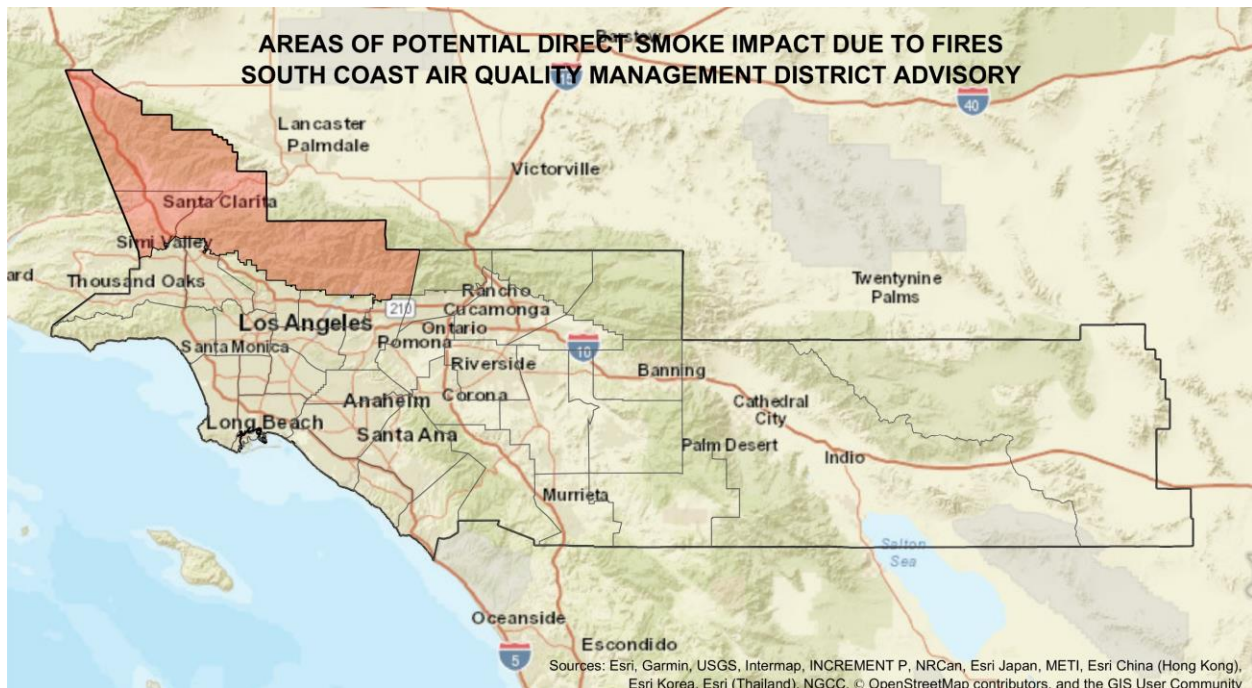 AREAS OF POTENTIAL DIRECT SMOKE IMPACT DUE TO FIRES
SOUTH COAST AIR QUALITY MANAGEMENT DISTRICT ADVISORY
Barstow
15
40
Lancaster
Palmdale
Victorville
Santa Clarita
Simi Valley
ard
Thousand Oaks
Twentynine
Palms
210
Rancho
Cucamonga
Los Angeles
Ontario
Santa Monica
Pomona
10
Riverside
Banning
Anaheim
Corona
Cathedral
City
Long Beach
Santa Ana
Palm Desert
Indio
Murrieta
Salton
Sea
Oceanside
Escondido
5
Sources: Esri, Garmin, USGS, Intermap, INCREMENT P, NRCan, Esri Japan, METI, Esri China (Hong Kong),
Esri Korea, Esri (Thailand), NGCC, © OpenStreetMap contributors, and the GIS User Community